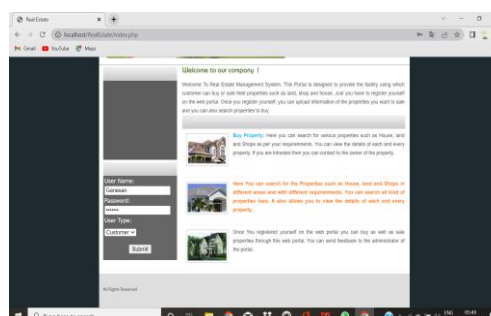 Real Estate
localhost/RealEstate/index.php
Gmail YouTube Maps
Welcome to our company !
Welcome To Real Estate Management System. This Portal is designed to provide the facility using which
customer can buy or sale their properties such as land, shop and house. Just you have to register yourself
on the web portal. Once you register yourself, you can upload information of the properties you want to sale
and you can also search properties to buy.
Buy Property: Here you can search for various properties such as House, land
and Shops as per your requirements. You can view the details of each and every
property. If you are intrested then you can contact to the owner of the property.
Here You can search for the Properties such as House, land and Shops in
different areas and with different requirements. You can search all kind of
properties here. It also allows you to view the details of each and every
property.
User Name:
Ganesan
Password:
User Type:
Customer
Submit
Once You registered yourself on the web portal you can buy as well as sale
properties through this web portal. You can send feedback to the administrator of
the portal.
All Rights Reserved
ENG 05:49